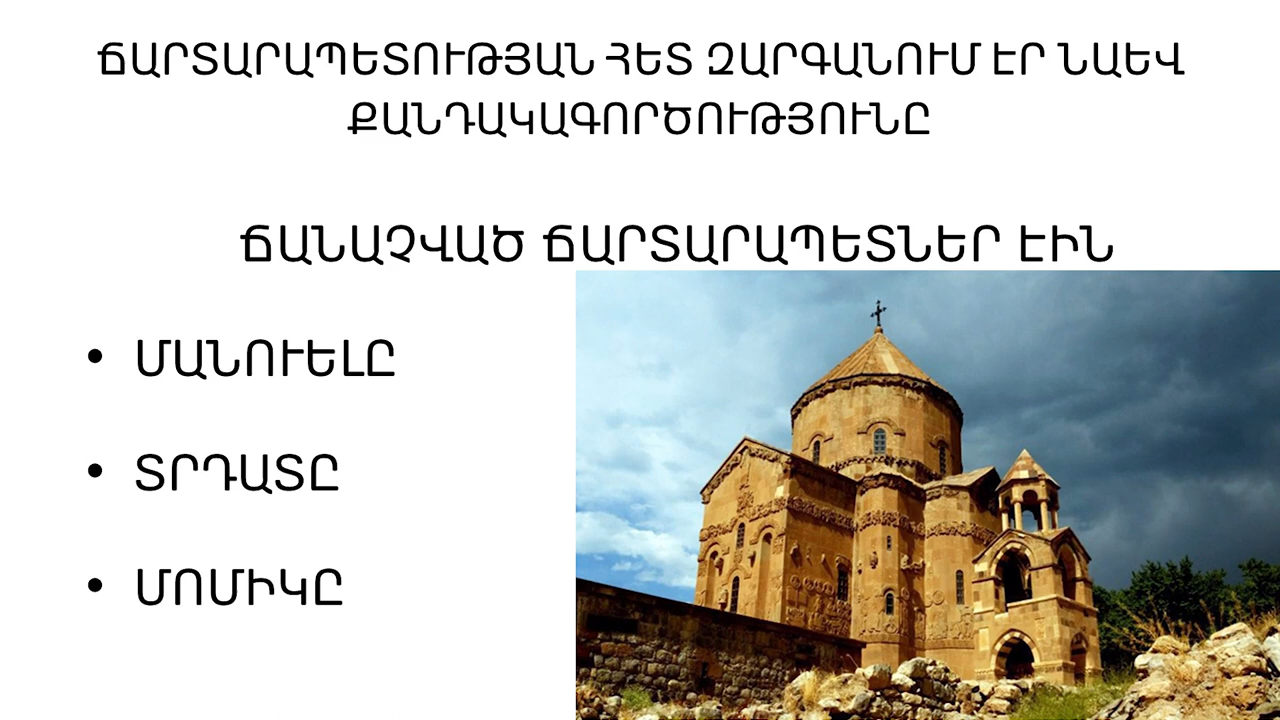 ՃԱՐՏԱՐԱՊԵՏՈՒԹՅԱՆ ՀԵՏ ԶԱՐԳԱՆՈՒՄ ԷՐ ՆԱԵՎ
ՔԱՆԴԱԿԱԳՈՐԾՈՒԹՅՈՒՆԸ
ՃԱՆԱՉՎԱԾ ՃԱՐՏԱՐԱՊԵՏՆԵՐ ԷԻՆ
• ՄԱՆՈՒԵԼԸ
• ՏՐԴԱՏԸ
• ՄՈՄԻԿԸ